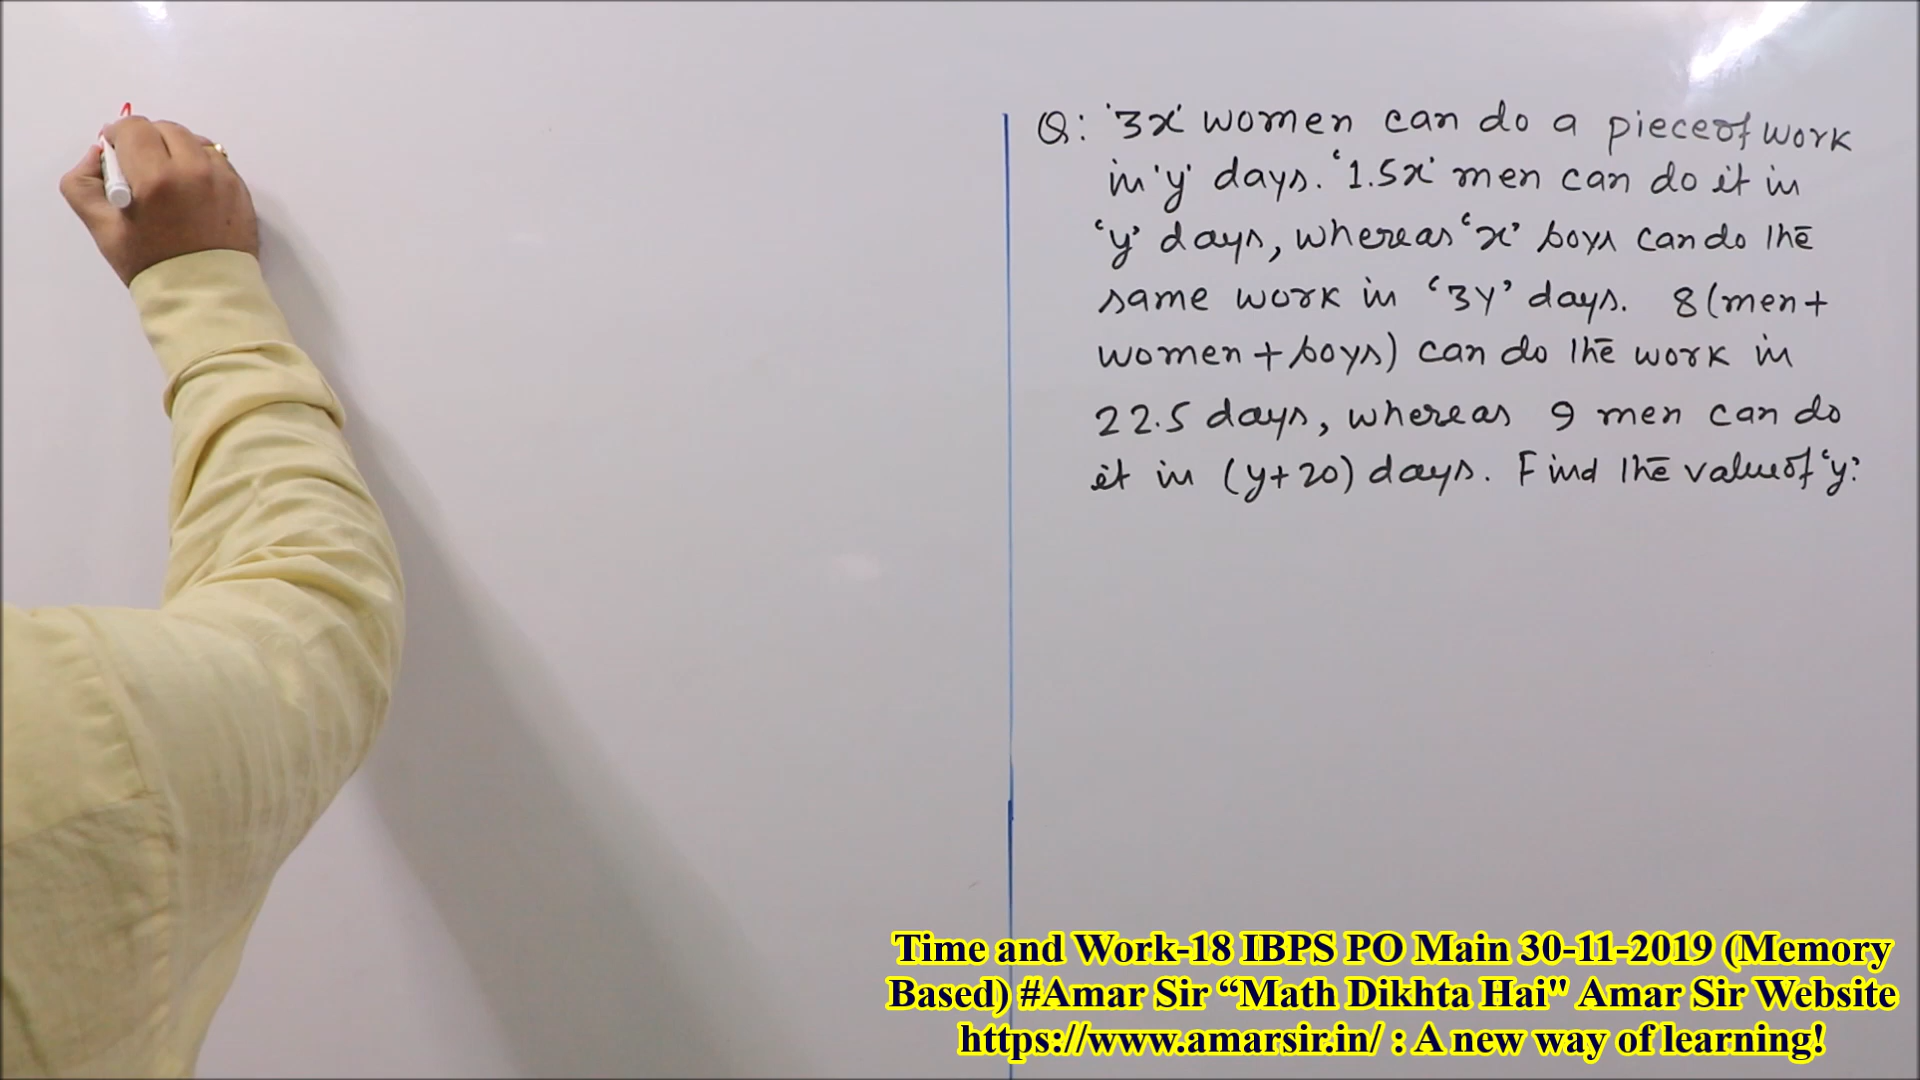 Q: '3x' women can do a piece of work
in 'y' days. '1.5x' men can do it in
'y' days, whereas 'x' boys can do the
same work in '3y' days. 8(men+
women+boys) can do the work in
22.5 days, whereas 9 men can do
it in (y+20) days. Find the value of 'y'.
Time and Work-18 IBPS PO Main 30-11-2019 (Memory
Based) #Amar Sir “Math Dikhta Hai" Amar Sir Website
https://www.amarsir.in/ : A new way of learning!